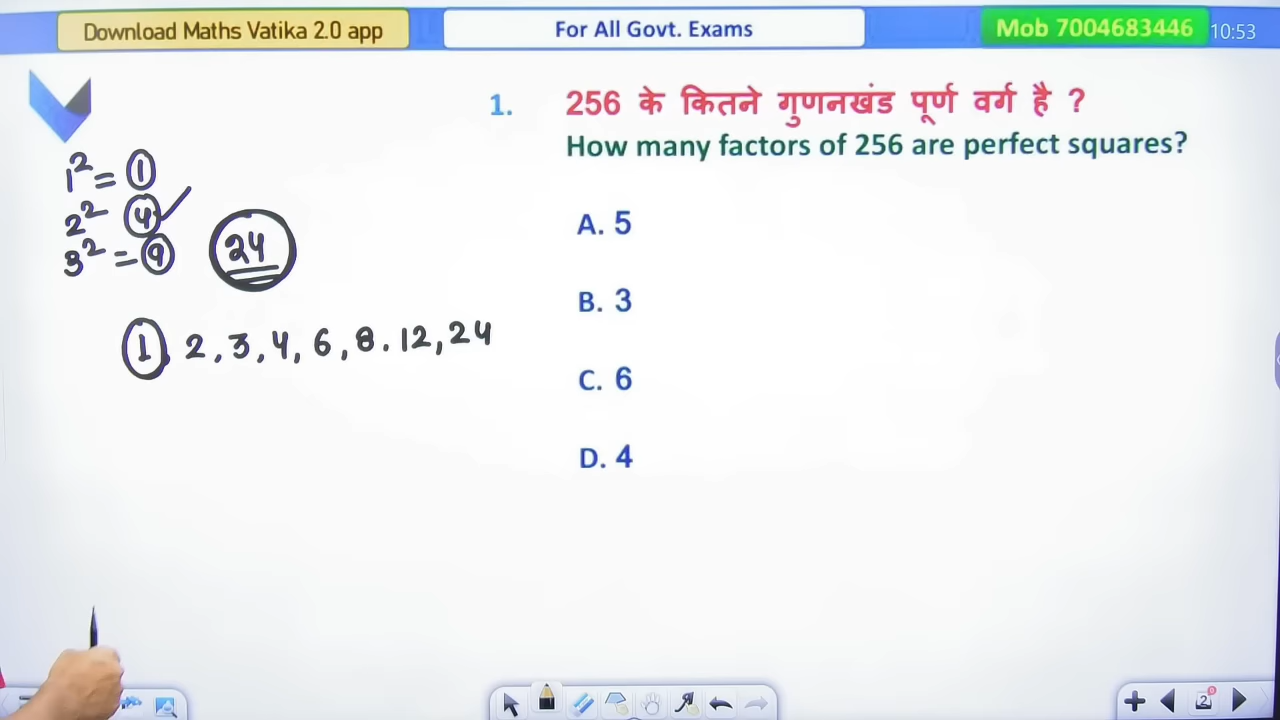 Download Maths Vatika 2.0 app
For All Govt. Exams
Mob 7004683446
10:53
1. 256 के कितने गुणनखंड पूर्ण वर्ग है ?
How many factors of 256 are perfect squares?
A. 5
B. 3
C. 6
D. 4
1² = 1
2² 4
3² = 9
24
1, 2, 3, 4, 6, 8. 12, 24
2